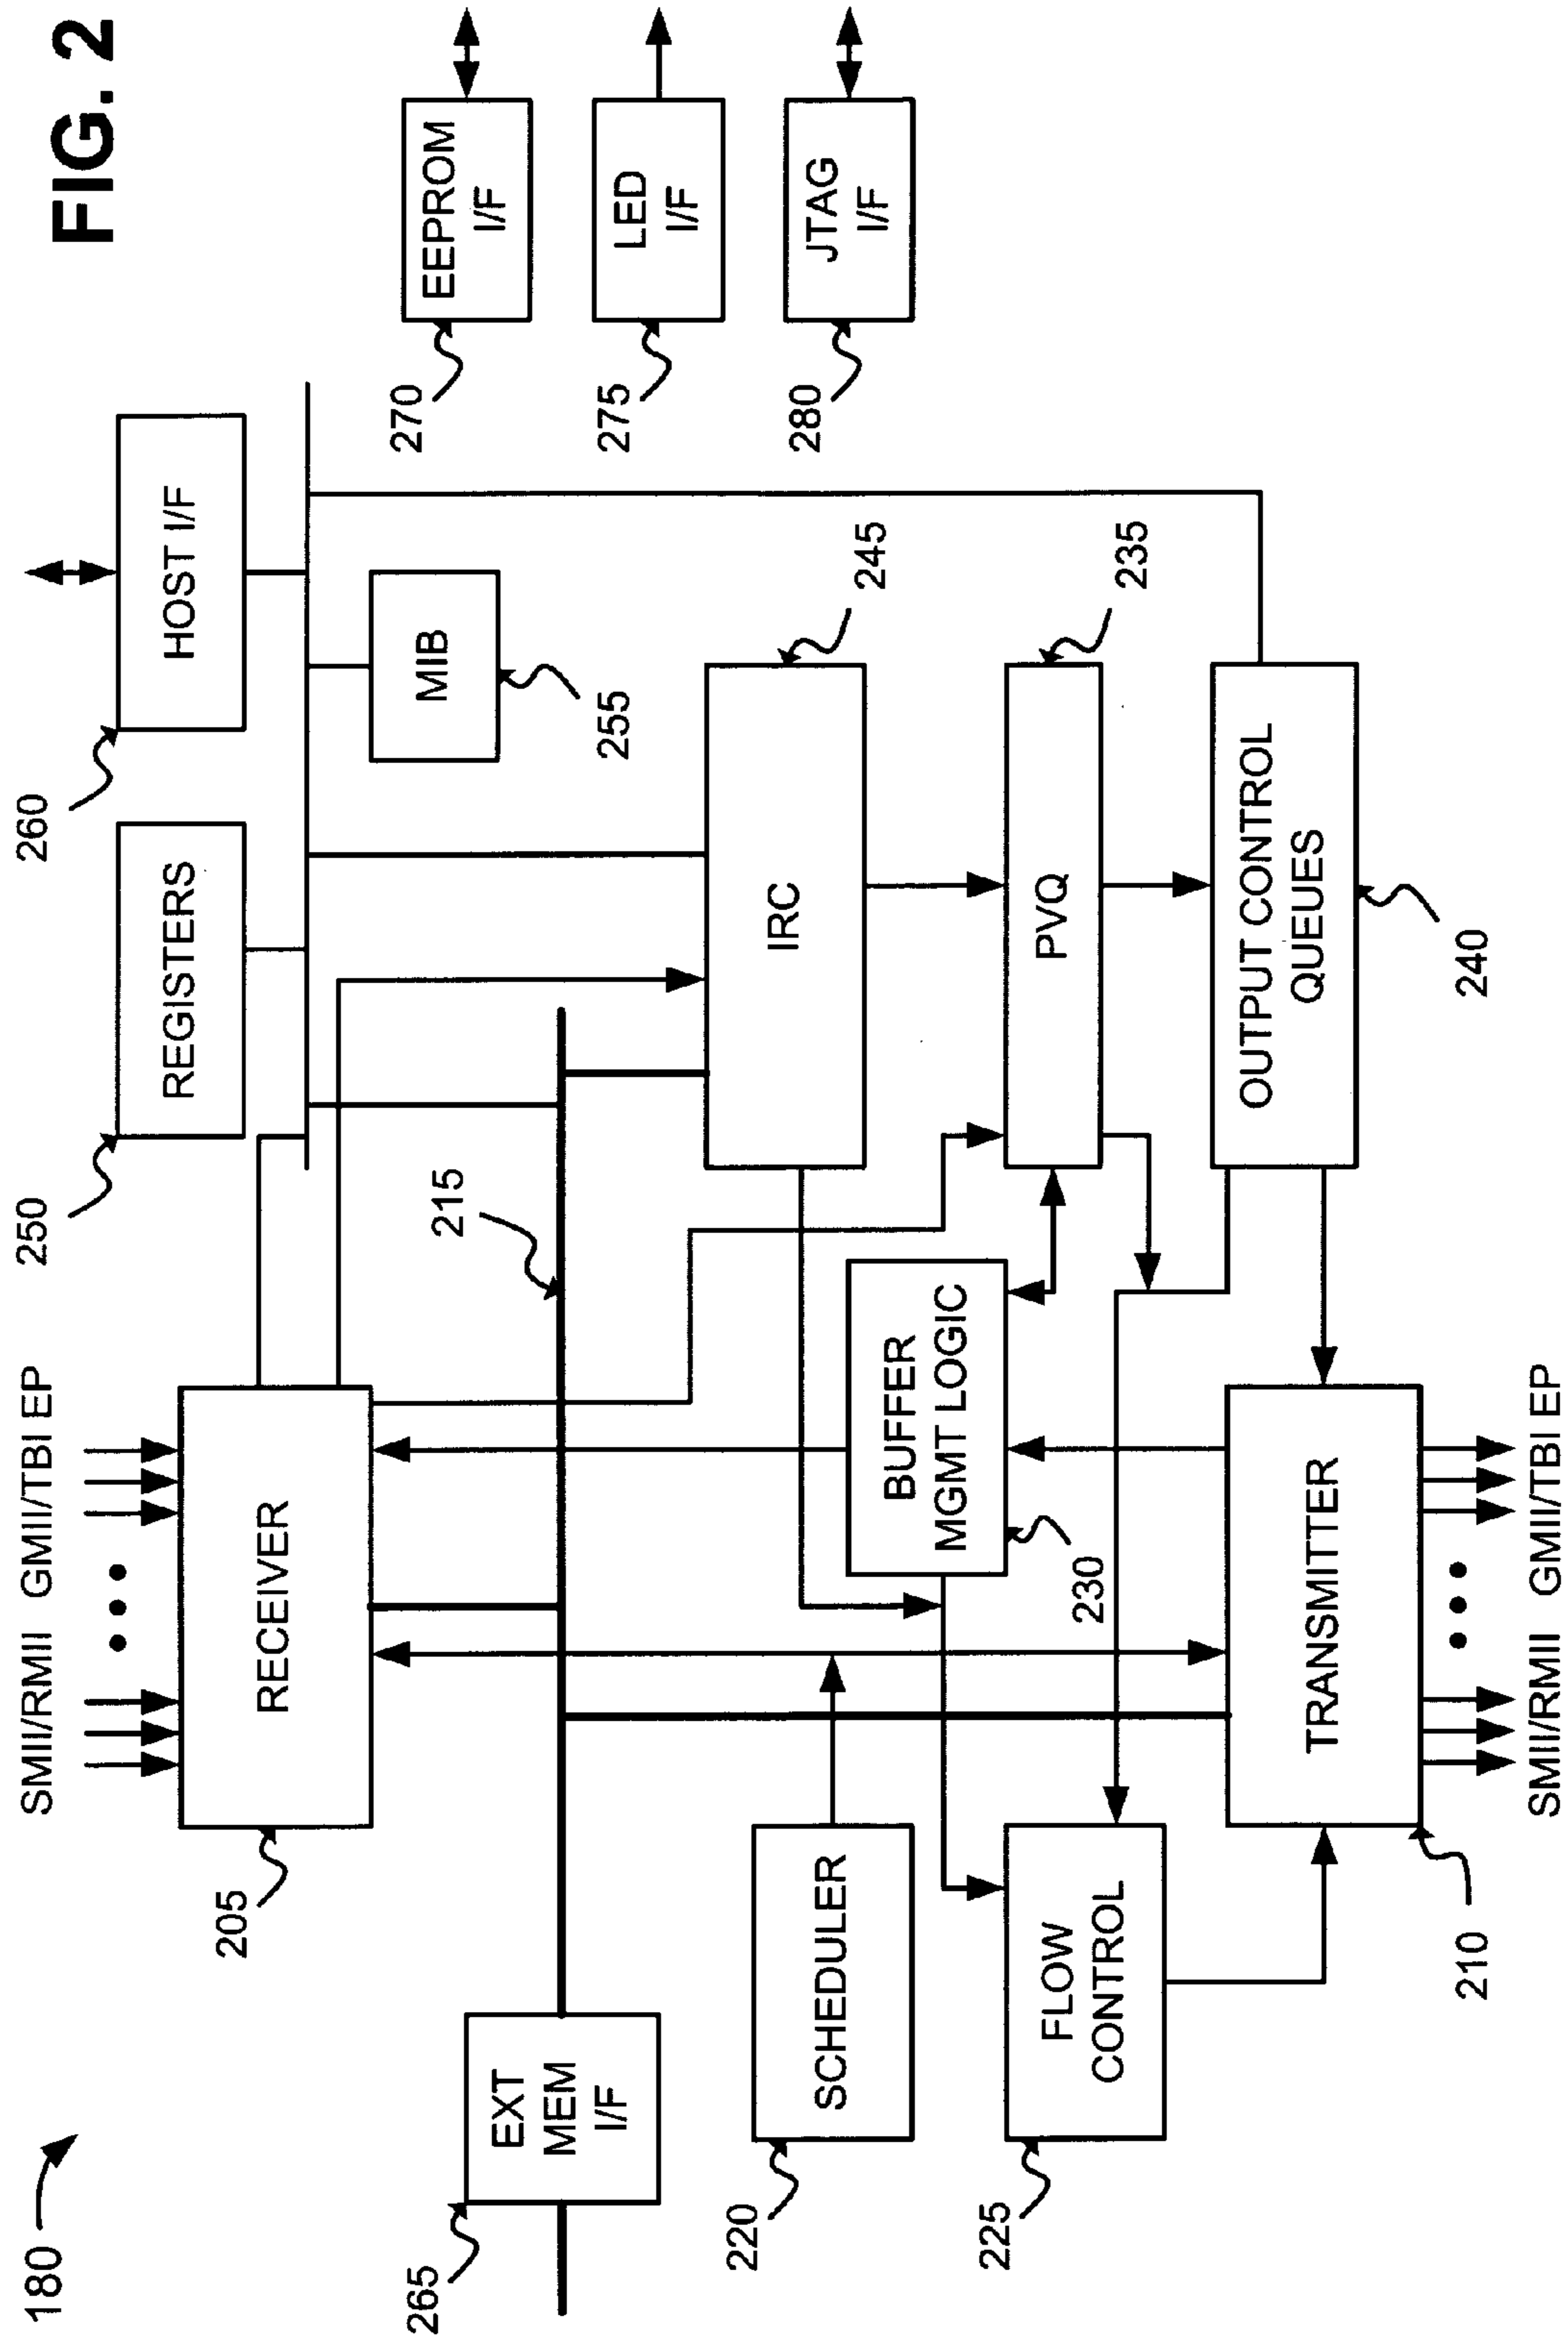 FIG. 2
180
SMII/RMII GMII/TBI EP
205
RECEIVER
250
REGISTERS
260
HOST I/F
265
EXT
MEM
I/F
215
255
MIB
270
EEPROM
I/F
220
SCHEDULER
275
LED
I/F
230
BUFFER
MGMT LOGIC
245
IRC
280
JTAG
I/F
225
FLOW
CONTROL
235
PVQ
210
TRANSMITTER
240
OUTPUT CONTROL
QUEUES
SMII/RMII GMII/TBI EP